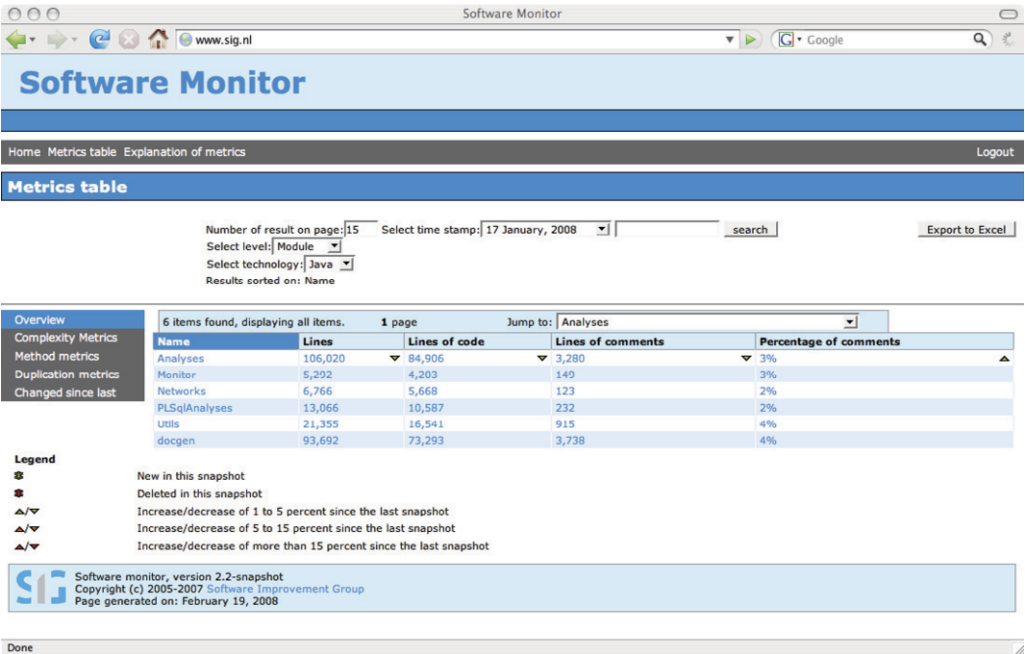 Software Monitor
www.sig.nl Google
Software Monitor
Home Metrics table Explanation of metrics Logout
Metrics table
Number of result on page: 15 Select time stamp: 17 January, 2008 search Export to Excel
Select level: Module
Select technology: Java
Results sorted on: Name
Overview
Complexity Metrics
Method metrics
Duplication metrics
Changed since last
6 items found, displaying all items. 1 page Jump to: Analyses
Name Lines Lines of code Lines of comments Percentage of comments
Analyses 106,020 84,906 3,280 3%
Monitor 5,292 4,203 149 3%
Networks 6,766 5,668 123 2%
PLSqlAnalyses 13,066 10,587 232 2%
Utils 21,355 16,541 915 4%
docgen 93,692 73,293 3,738 4%
Legend
New in this snapshot
Deleted in this snapshot
/ Increase/decrease of 1 to 5 percent since the last snapshot
/ Increase/decrease of 5 to 15 percent since the last snapshot
/ Increase/decrease of more than 15 percent since the last snapshot
SIG
Software monitor, version 2.2-snapshot
Copyright (c) 2005-2007 Software Improvement Group
Page generated on: February 19, 2008
Done